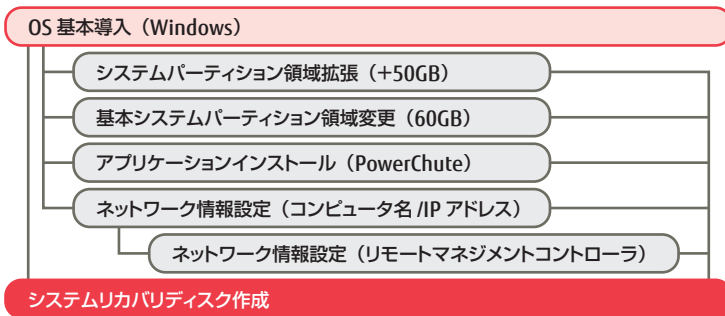 OS 基本導入（Windows）
システムパーティション領域拡張（+50GB）
基本システムパーティション領域変更（60GB）
アプリケーションインストール（PowerChute）
ネットワーク情報設定（コンピュータ名 /IP アドレス）
ネットワーク情報設定（リモートマネジメントコントローラ）
システムリカバリディスク作成